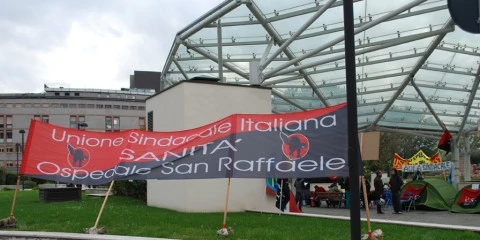 Unione Sindacale Italiana
SANITA'
Ospedale San Raffaele